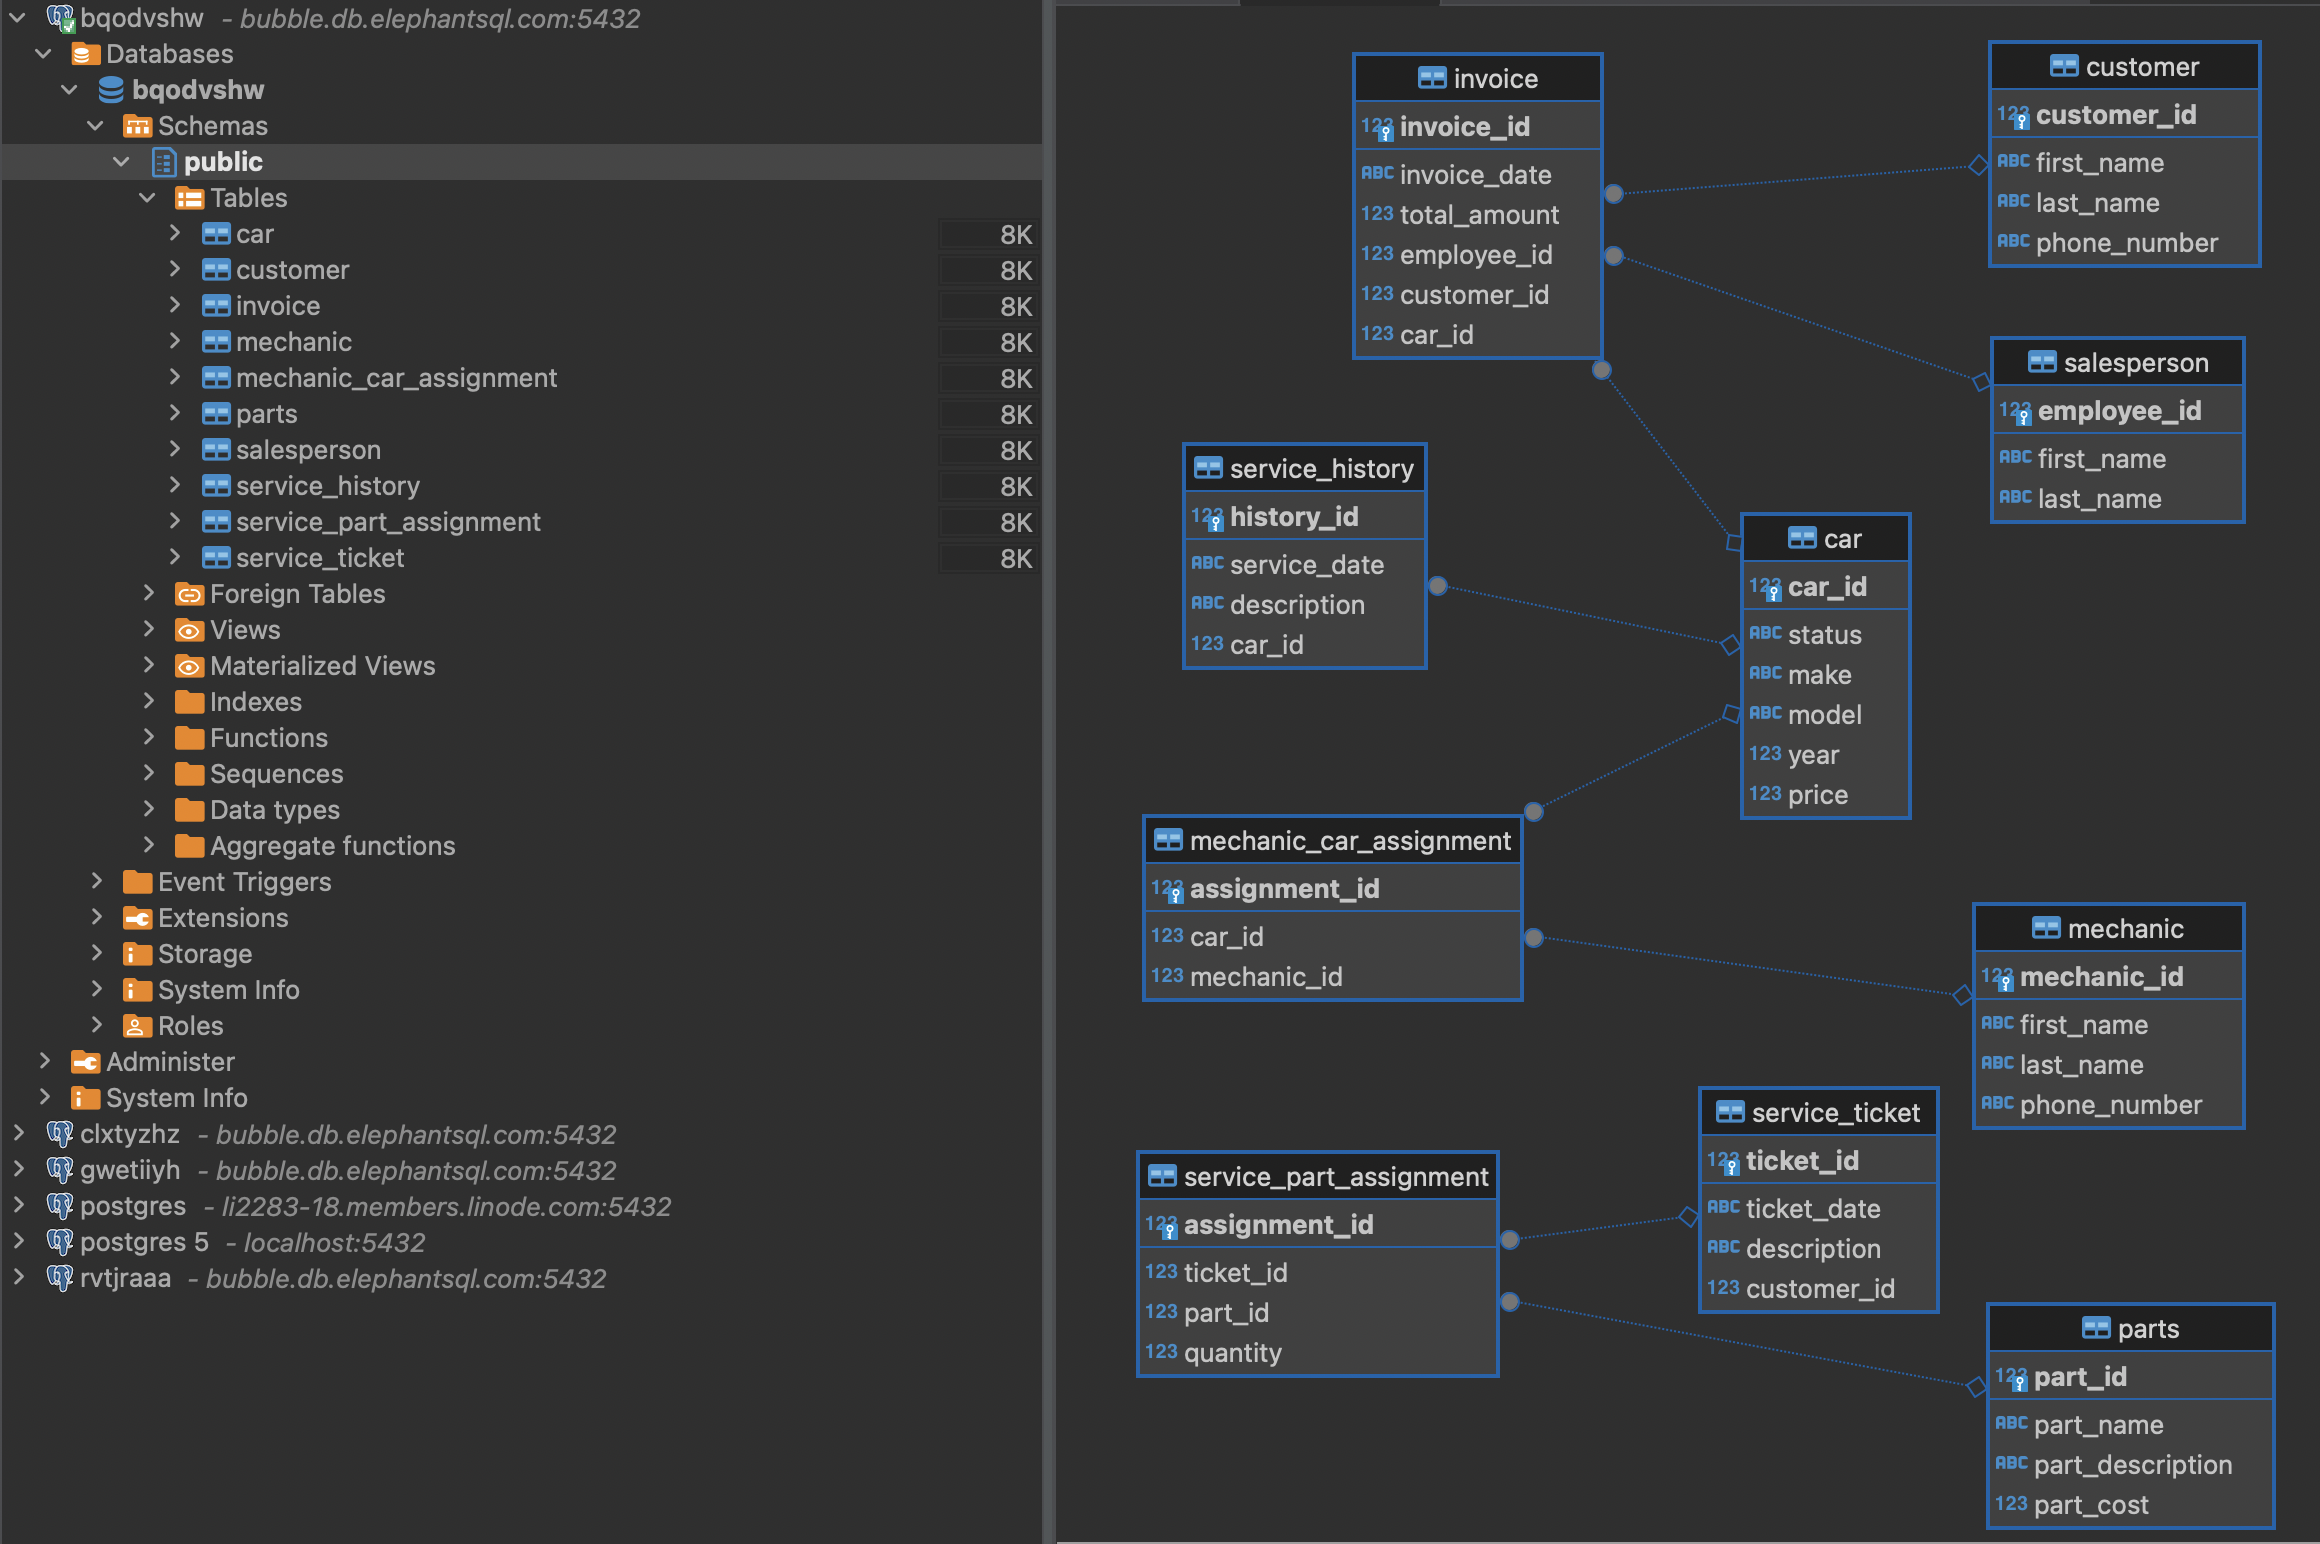 bqodvshw - bubble.db.elephantsql.com:5432
Databases
bqodvshw
Schemas
public
Tables
car 8K
customer 8K
invoice 8K
mechanic 8K
mechanic_car_assignment 8K
parts 8K
salesperson 8K
service_history 8K
service_part_assignment 8K
service_ticket 8K
Foreign Tables
Views
Materialized Views
Indexes
Functions
Sequences
Data types
Aggregate functions
Event Triggers
Extensions
Storage
System Info
Roles
Administer
System Info
clxtyzhz - bubble.db.elephantsql.com:5432
gwetiiyh - bubble.db.elephantsql.com:5432
postgres - li2283-18.members.linode.com:5432
postgres 5 - localhost:5432
rvtjraaa - bubble.db.elephantsql.com:5432
invoice
123 invoice_id
ABC invoice_date
123 total_amount
123 employee_id
123 customer_id
123 car_id
customer
123 customer_id
ABC first_name
ABC last_name
ABC phone_number
salesperson
123 employee_id
ABC first_name
ABC last_name
service_history
123 history_id
ABC service_date
ABC description
123 car_id
car
123 car_id
ABC status
ABC make
ABC model
123 year
123 price
mechanic_car_assignment
123 assignment_id
123 car_id
123 mechanic_id
mechanic
123 mechanic_id
ABC first_name
ABC last_name
ABC phone_number
service_ticket
123 ticket_id
ABC ticket_date
ABC description
123 customer_id
service_part_assignment
123 assignment_id
123 ticket_id
123 part_id
123 quantity
parts
123 part_id
ABC part_name
ABC part_description
123 part_cost